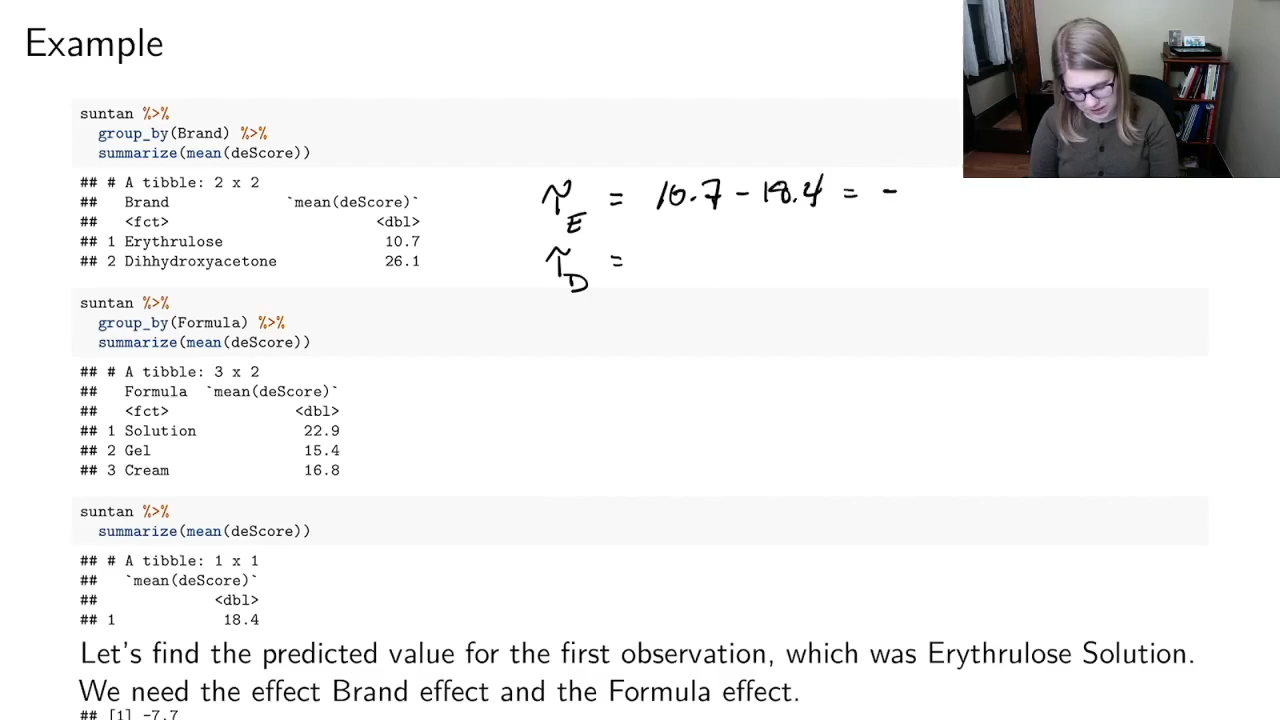 Example
suntan %>%
group_by(Brand) %>%
summarize(mean(deScore))
## # A tibble: 2 x 2
## Brand `mean(deScore)`
## <fct> <dbl>
## 1 Erythrulose 10.7
## 2 Dihhydroxyacetone 26.1
τ̂E = 10.7 - 18.4 = -
τ̂D =
suntan %>%
group_by(Formula) %>%
summarize(mean(deScore))
## # A tibble: 3 x 2
## Formula `mean(deScore)`
## <fct> <dbl>
## 1 Solution 22.9
## 2 Gel 15.4
## 3 Cream 16.8
suntan %>%
summarize(mean(deScore))
## # A tibble: 1 x 1
## `mean(deScore)`
## <dbl>
## 1 18.4
Let's find the predicted value for the first observation, which was Erythrulose Solution.
We need the effect Brand effect and the Formula effect.
## [1] -7.7